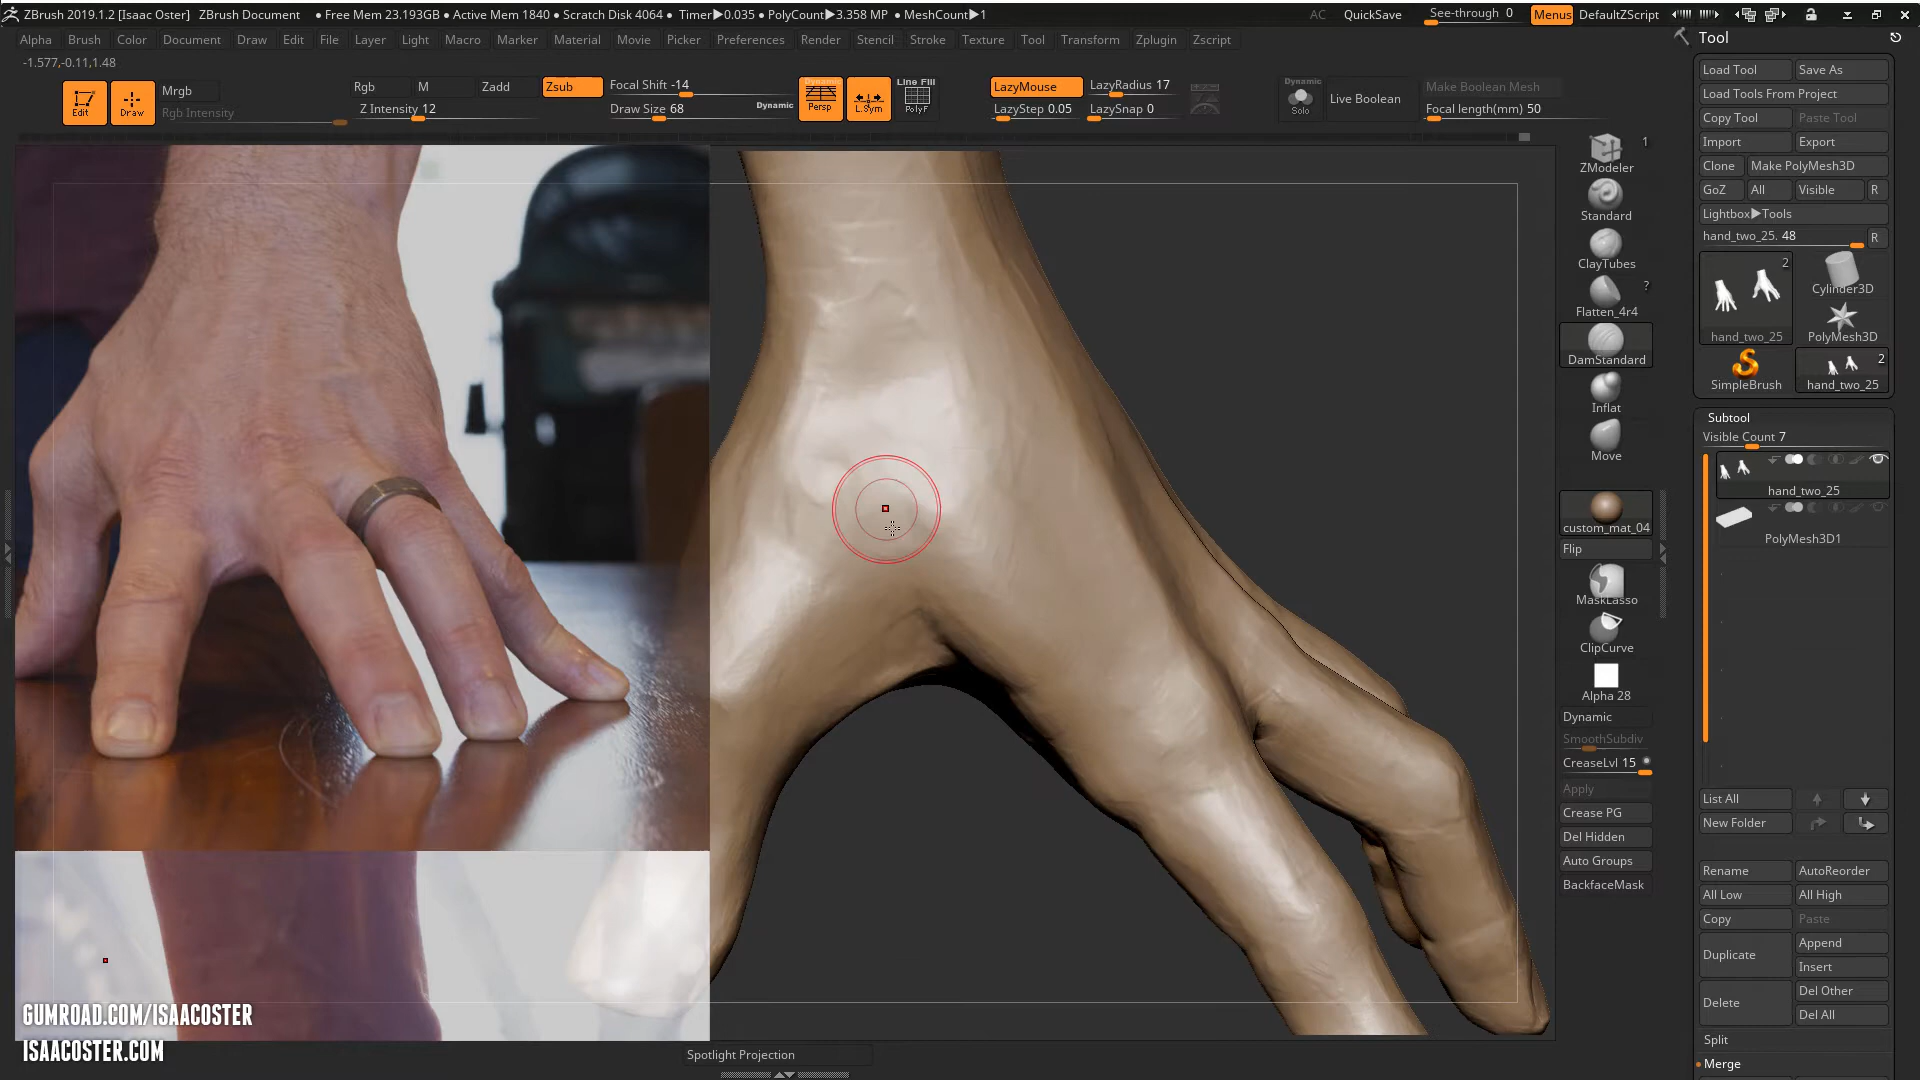 ZBrush 2019.1.2 [Isaac Oster] ZBrush Document ● Free Mem 23.193GB ● Active Mem 1840 ● Scratch Disk 4064 ● Timer▶0.035 ● PolyCount▶3.358 MP ● MeshCount▶1 AC QuickSave See-through 0 Menus DefaultZScript
Alpha Brush Color Document Draw Edit File Layer Light Macro Marker Material Movie Picker Preferences Render Stencil Stroke Texture Tool Transform Zplugin Zscript
-1.577,-0.11,1.48
Edit Draw
Mrgb Rgb M Zadd Zsub Focal Shift -14
Rgb Intensity Z Intensity 12 Draw Size 68 Dynamic
Dynamic
Persp L.Sym
Line Fill
PolyF
LazyMouse LazyRadius 17
LazyStep 0.05 LazySnap 0
Dynamic
Solo Live Boolean
Make Boolean Mesh
Focal length(mm) 50
1
ZModeler
Standard
ClayTubes
?
Flatten_4r4
DamStandard
Inflat
Move
custom_mat_04
Flip
MaskLasso
ClipCurve
Alpha 28
Dynamic
SmoothSubdiv
CreaseLvl 15
Apply
Crease PG
Del Hidden
Auto Groups
BackfaceMask
Tool
Load Tool Save As
Load Tools From Project
Copy Tool Paste Tool
Import Export
Clone Make PolyMesh3D
GoZ All Visible R
Lightbox▶Tools
hand_two_25. 48 R
2
Cylinder3D
hand_two_25 PolyMesh3D
2
SimpleBrush hand_two_25
Subtool
Visible Count 7
hand_two_25
PolyMesh3D1
List All
New Folder
Rename AutoReorder
All Low All High
Copy Paste
Duplicate Append
Insert
Delete Del Other
Del All
Split
Merge
GUMROAD.COM/ISAACOSTER
ISAACOSTER.COM
Spotlight Projection